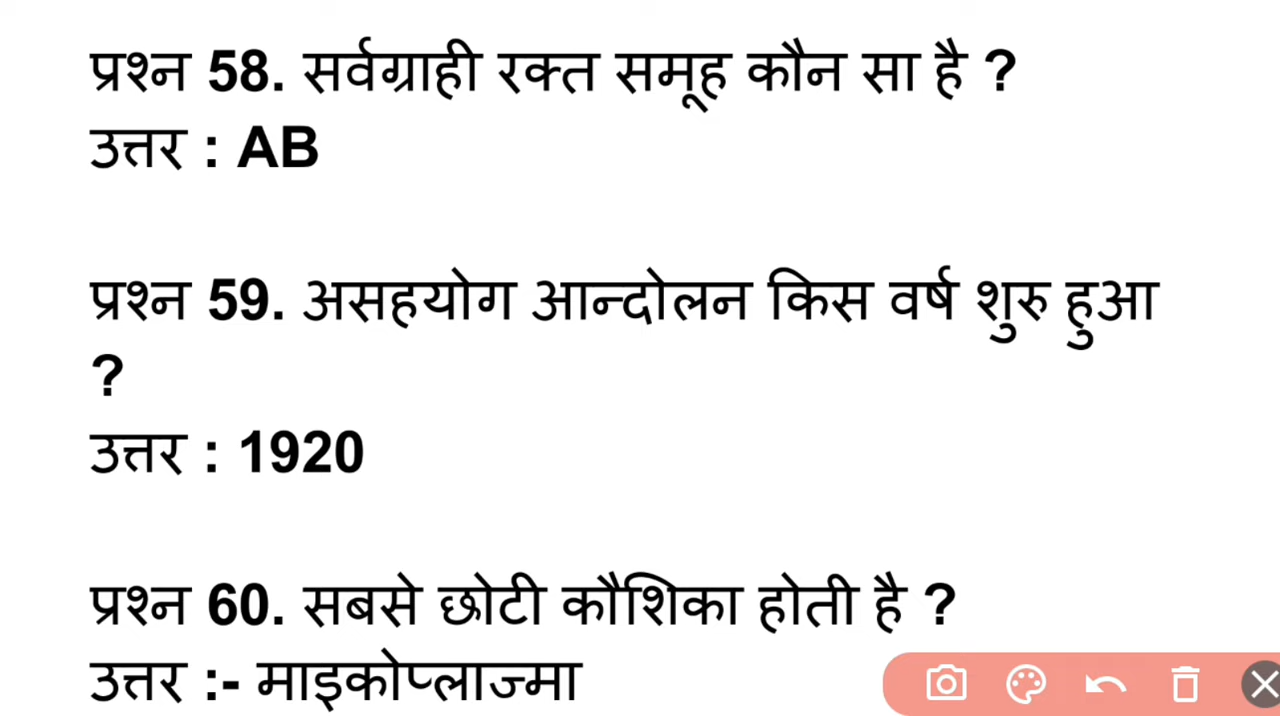 प्रश्न 58. सर्वग्राही रक्त समूह कौन सा है ?
उत्तर : AB
प्रश्न 59. असहयोग आन्दोलन किस वर्ष शुरु हुआ
?
उत्तर : 1920
प्रश्न 60. सबसे छोटी कौशिका होती है ?
उत्तर :- माइकोप्लाज्मा